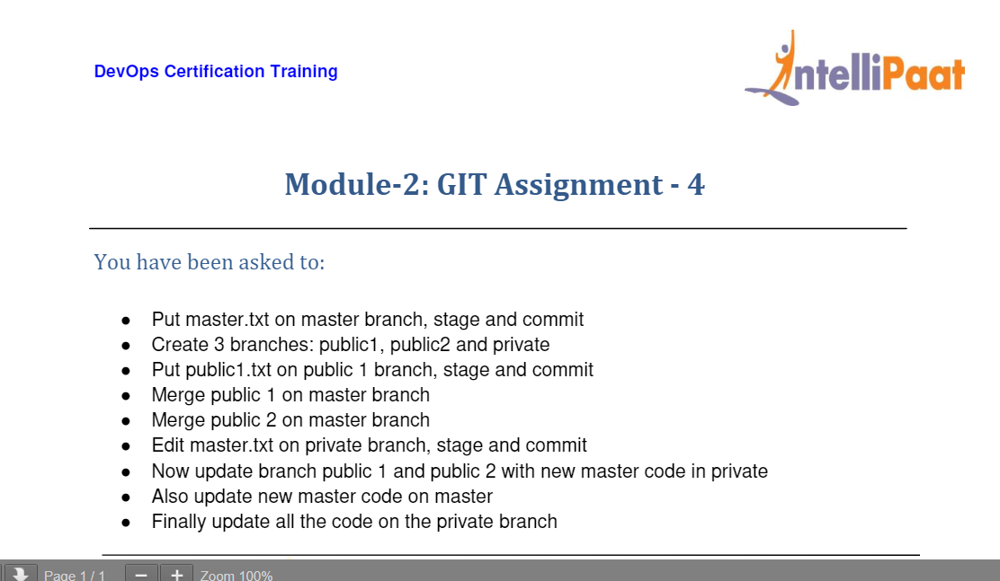 DevOps Certification Training
IntelliPaat
Module-2: GIT Assignment - 4
You have been asked to:
● Put master.txt on master branch, stage and commit
● Create 3 branches: public1, public2 and private
● Put public1.txt on public 1 branch, stage and commit
● Merge public 1 on master branch
● Merge public 2 on master branch
● Edit master.txt on private branch, stage and commit
● Now update branch public 1 and public 2 with new master code in private
● Also update new master code on master
● Finally update all the code on the private branch
Page 1 / 1 − + Zoom 100%